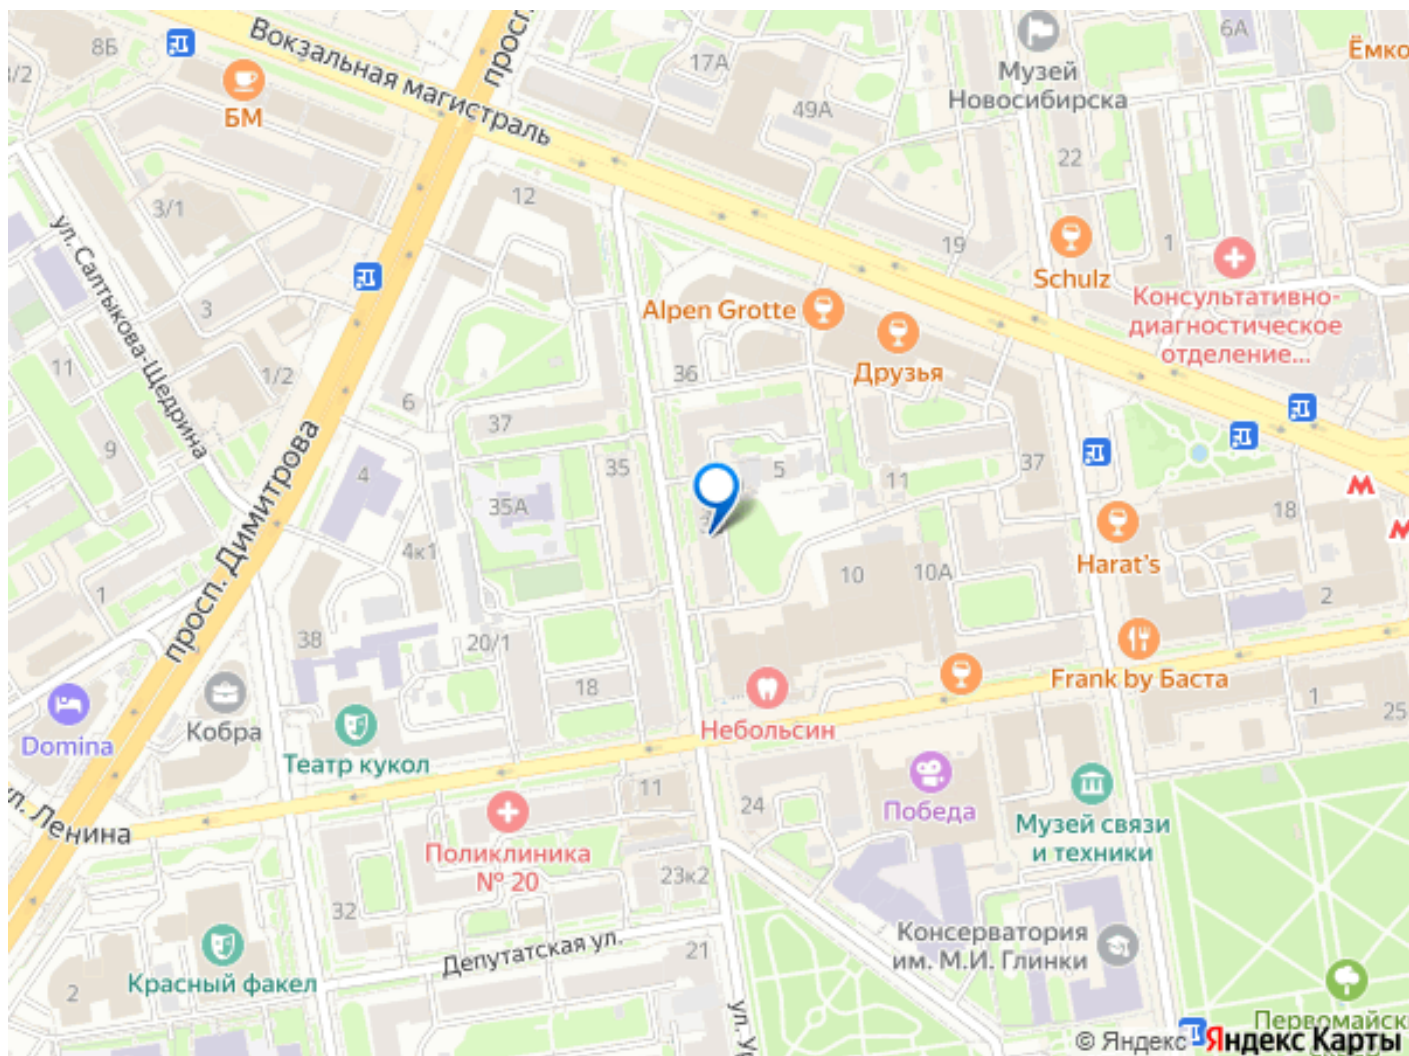 8Б
Вокзальная магистраль
просп.
17А
Музей
Новосибирска
6А
Ёмко
БМ
49А
22
3/2
3/1
12
ул. Салтыкова-Щедрина
19
1
Schulz
Консультативно-
диагностическое
отделение...
3
Alpen Grotte
Друзья
11
1/2
36
6
37
9
35
5
37
4
11
18
35А
просп. Димитрова
Harat's
4к1
10
10А
1
2
38
20/1
18
Frank by Баста
1
25
Domina
Кобра
Театр кукол
Небольсин
ул. Ленина
11
24
Победа
Музей связи
и техники
Поликлиника
№ 20
23к2
32
Депутатская ул.
21
Консерватория
им. М.И. Глинки
Красный факел
2
Первомайск
© Яндекс
Яндекс Карты